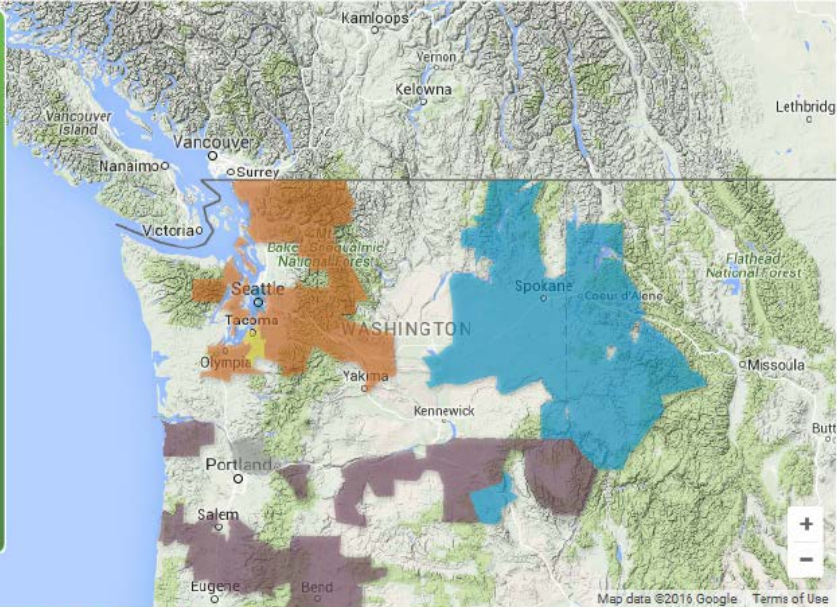 Kamloops
Vernon
Kelowna
Lethbridg
Vancouver
Island
Vancouver
Nanaimo
Surrey
Victoria
Baker-Snoqualmie
National Forest
Flathead
National Forest
Seattle
Spokane
Coeur d'Alene
Tacoma
WASHINGTON
Olympia
Yakima
Missoula
Kennewick
Butt
Portland
Salem
Eugene
Bend
+
−
Map data ©2016 Google
Terms of Use